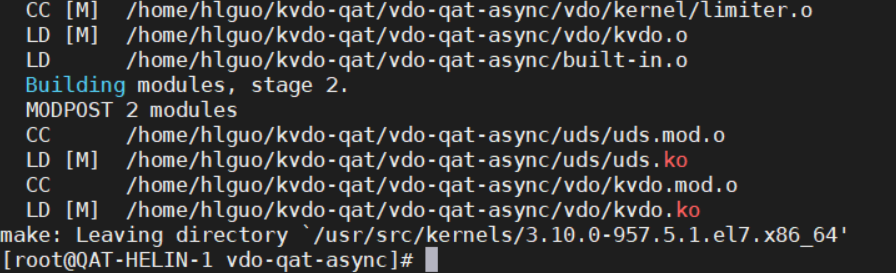 CC [M]  /home/hlguo/kvdo-qat/vdo-qat-async/vdo/kernel/limiter.o
LD [M]  /home/hlguo/kvdo-qat/vdo-qat-async/vdo/kvdo.o
LD      /home/hlguo/kvdo-qat/vdo-qat-async/built-in.o
Building modules, stage 2.
MODPOST 2 modules
CC      /home/hlguo/kvdo-qat/vdo-qat-async/uds/uds.mod.o
LD [M]  /home/hlguo/kvdo-qat/vdo-qat-async/uds/uds.ko
CC      /home/hlguo/kvdo-qat/vdo-qat-async/vdo/kvdo.mod.o
LD [M]  /home/hlguo/kvdo-qat/vdo-qat-async/vdo/kvdo.ko
make: Leaving directory `/usr/src/kernels/3.10.0-957.5.1.el7.x86_64'
[root@QAT-HELIN-1 vdo-qat-async]#